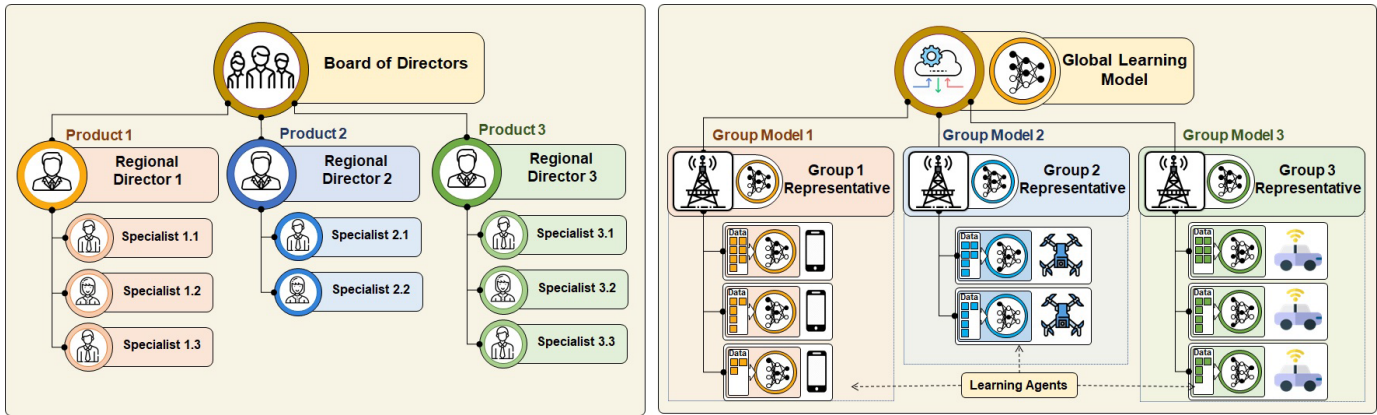 Board of Directors
Product 1
Product 2
Product 3
Regional
Director 1
Regional
Director 2
Regional
Director 3
Specialist 1.1
Specialist 1.2
Specialist 1.3
Specialist 2.1
Specialist 2.2
Specialist 3.1
Specialist 3.2
Specialist 3.3
Global Learning
Model
Group Model 1
Group Model 2
Group Model 3
Group 1
Representative
Group 2
Representative
Group 3
Representative
Data
Data
Data
Data
Data
Data
Data
Data
Learning Agents